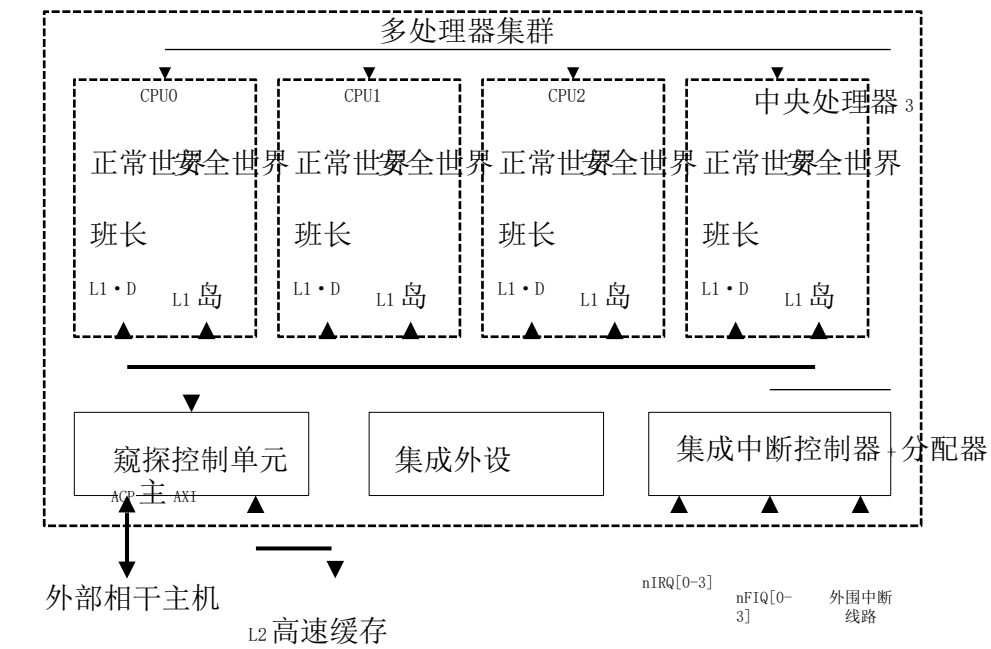 多处理器集群
CPU0
CPU1
CPU2
中央处理器 3
正常世界 安全世界 正常世界 安全世界 正常世界 安全世界 正常世界 安全世界
班长 班长 班长 班长
L1·D L1 岛 L1·D L1 岛 L1·D L1 岛 L1·D L1 岛
窥探控制单元
ACP 主 AXI
集成外设
集成中断控制器 + 分配器
外部相干主机
L2 高速缓存
nIRQ[0-3]
nFIQ[0-
3]
外围中断
线路